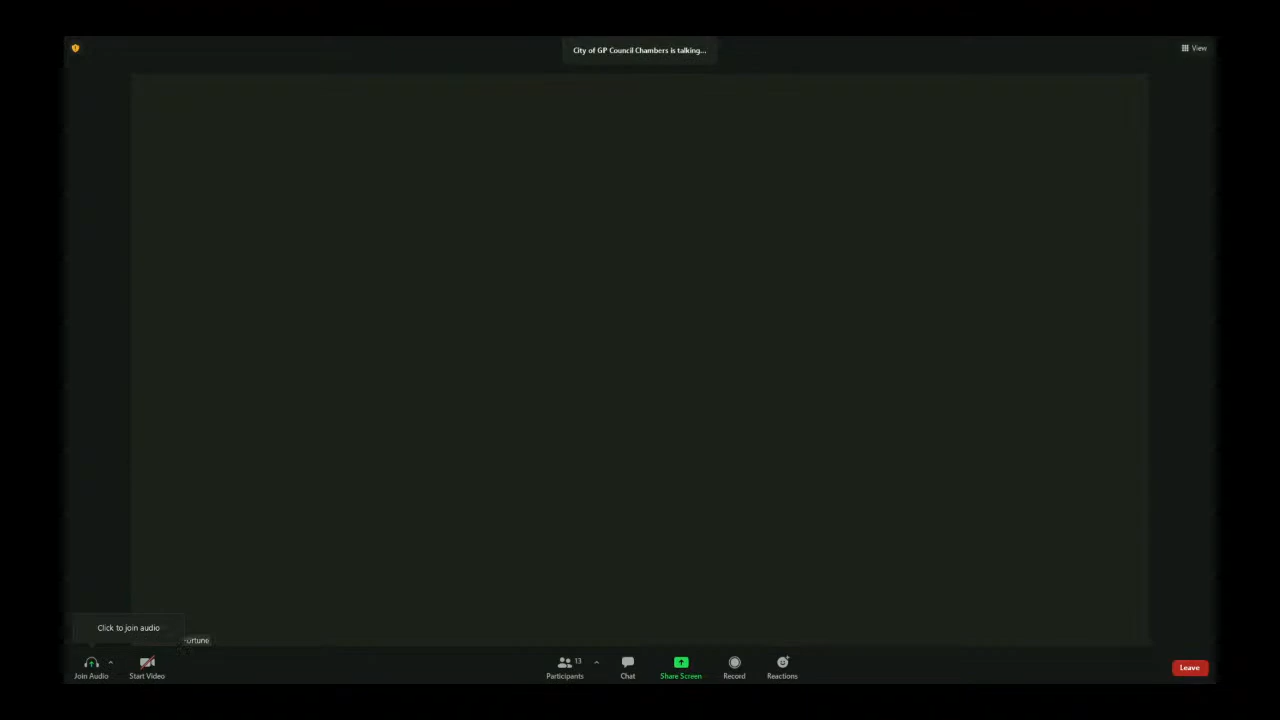 City of GP Council Chambers is talking...
View
Click to join audio
Join Audio
Start Video
13
Participants
Chat
Share Screen
Record
Reactions
Leave